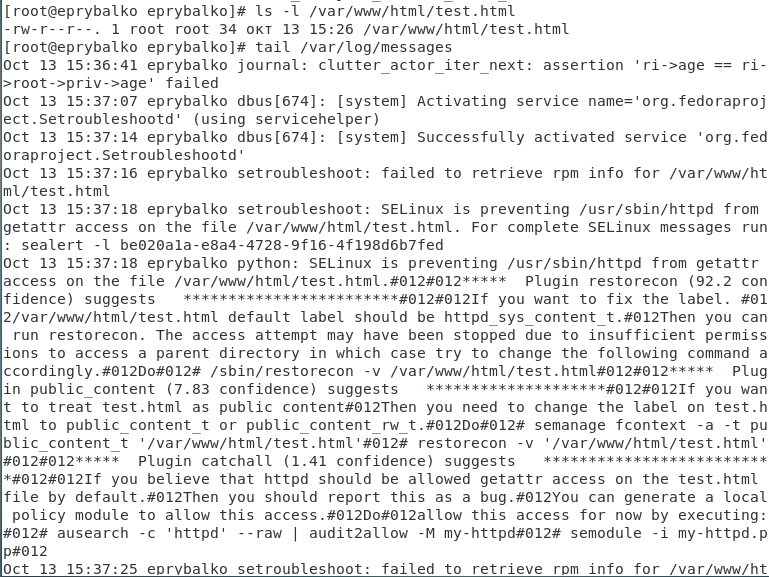 [root@eprybalko eprybalko]# ls -l /var/www/html/test.html
-rw-r--r--. 1 root root 34 окт 13 15:26 /var/www/html/test.html
[root@eprybalko eprybalko]# tail /var/log/messages
Oct 13 15:36:41 eprybalko journal: clutter_actor_iter_next: assertion 'ri->age == ri-
>root->priv->age' failed
Oct 13 15:37:07 eprybalko dbus[674]: [system] Activating service name='org.fedoraproj
ect.Setroubleshootd' (using servicehelper)
Oct 13 15:37:14 eprybalko dbus[674]: [system] Successfully activated service 'org.fed
oraproject.Setroubleshootd'
Oct 13 15:37:16 eprybalko setroubleshoot: failed to retrieve rpm info for /var/www/ht
ml/test.html
Oct 13 15:37:18 eprybalko setroubleshoot: SELinux is preventing /usr/sbin/httpd from
getattr access on the file /var/www/html/test.html. For complete SELinux messages run
: sealert -l be020a1a-e8a4-4728-9f16-4f198d6b7fed
Oct 13 15:37:18 eprybalko python: SELinux is preventing /usr/sbin/httpd from getattr
access on the file /var/www/html/test.html.#012#012*****  Plugin restorecon (92.2 con
fidence) suggests   ************************#012#012If you want to fix the label. #01
2/var/www/html/test.html default label should be httpd_sys_content_t.#012Then you can
 run restorecon. The access attempt may have been stopped due to insufficient permiss
ions to access a parent directory in which case try to change the following command a
ccordingly.#012Do#012# /sbin/restorecon -v /var/www/html/test.html#012#012*****  Plug
in public_content (7.83 confidence) suggests   ********************#012#012If you wan
t to treat test.html as public content#012Then you need to change the label on test.h
tml to public_content_t or public_content_rw_t.#012Do#012# semanage fcontext -a -t pu
blic_content_t '/var/www/html/test.html'#012# restorecon -v '/var/www/html/test.html'
#012#012*****  Plugin catchall (1.41 confidence) suggests   *************************
*#012#012If you believe that httpd should be allowed getattr access on the test.html
file by default.#012Then you should report this as a bug.#012You can generate a local
 policy module to allow this access.#012Do#012allow this access for now by executing:
#012# ausearch -c 'httpd' --raw | audit2allow -M my-httpd#012# semodule -i my-httpd.p
p#012
Oct 13 15:37:25 eprybalko setroubleshoot: failed to retrieve rpm info for /var/www/ht